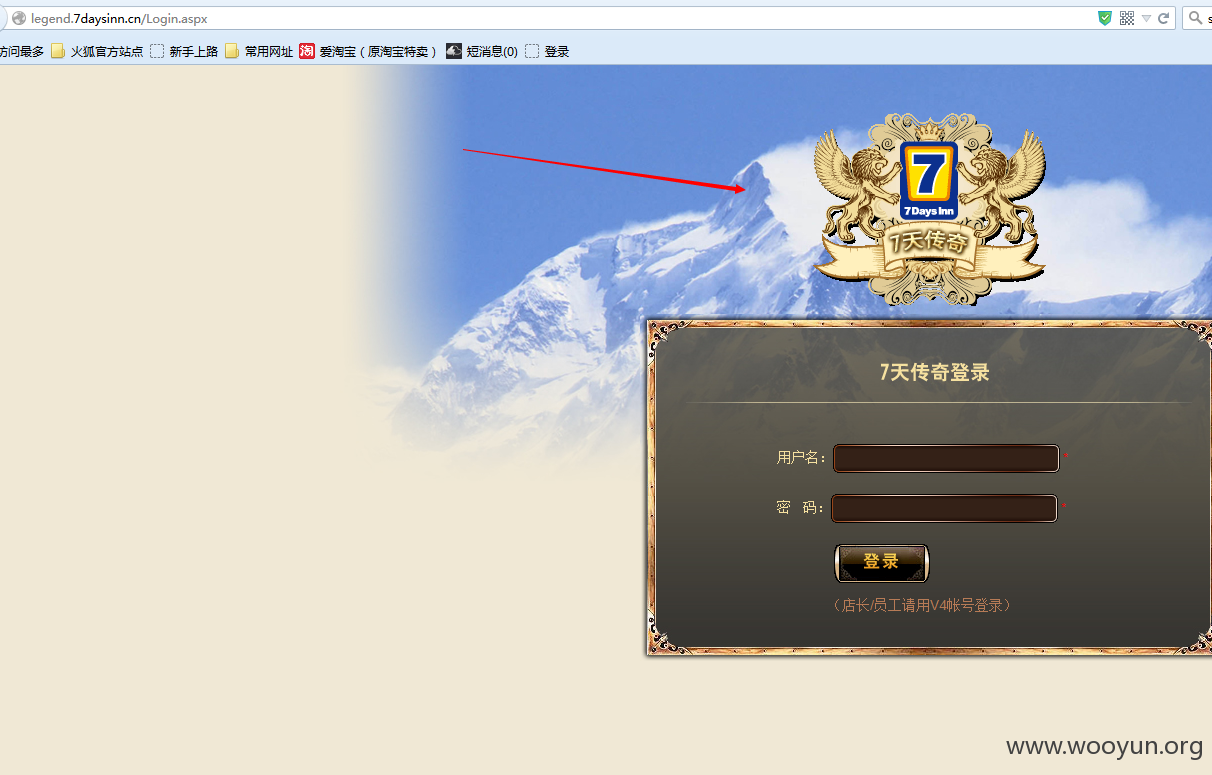 legend.7daysinn.cn/Login.aspx
访问最多 火狐官方站点 新手上路 常用网址 淘 爱淘宝（原淘宝特卖） 短消息(0) 登录
7
7 Days Inn
7天传奇
7天传奇登录
用户名： *
密 码： *
登录
（店长/员工请用V4帐号登录）
www.wooyun.org